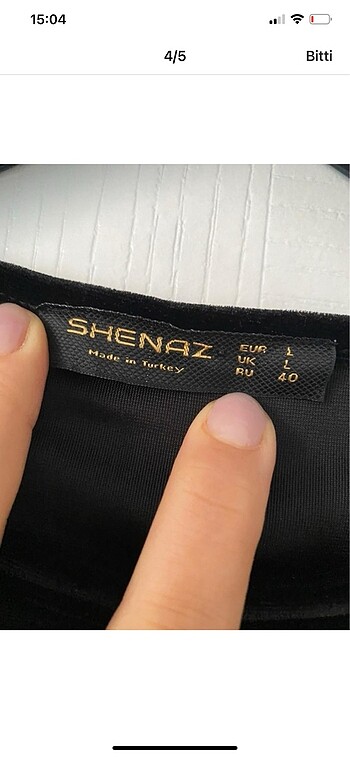 15:04
4/5
Bitti
SHENAZ
Made in Turkey
EUR L
UK L
RU 40